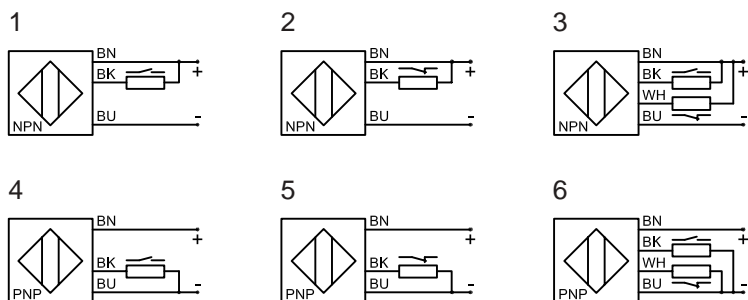 1 2 3
BN BN BN
+ + +
BK BK BK
WH
BU BU BU
- - -
NPN NPN NPN
4 5 6
BN BN BN
+ + +
BK
BK BK WH
BU BU BU
- - -
PNP PNP PNP